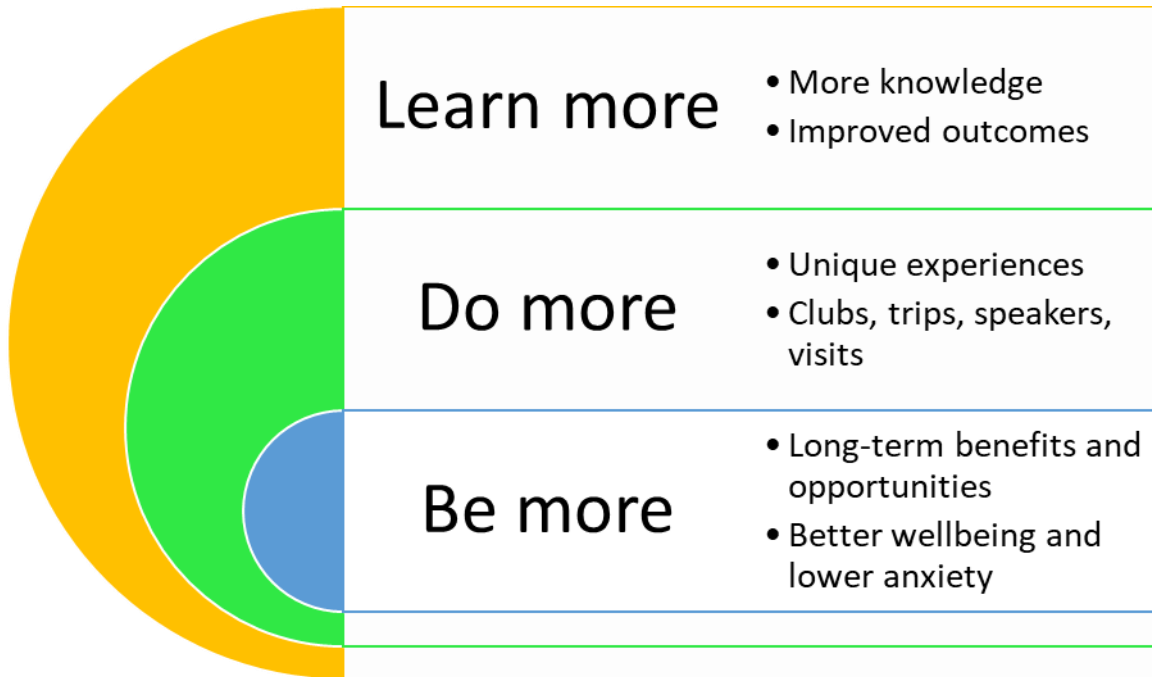 Learn more
• More knowledge
• Improved outcomes
Do more
• Unique experiences
• Clubs, trips, speakers,
visits
Be more
• Long-term benefits and
opportunities
• Better wellbeing and
lower anxiety